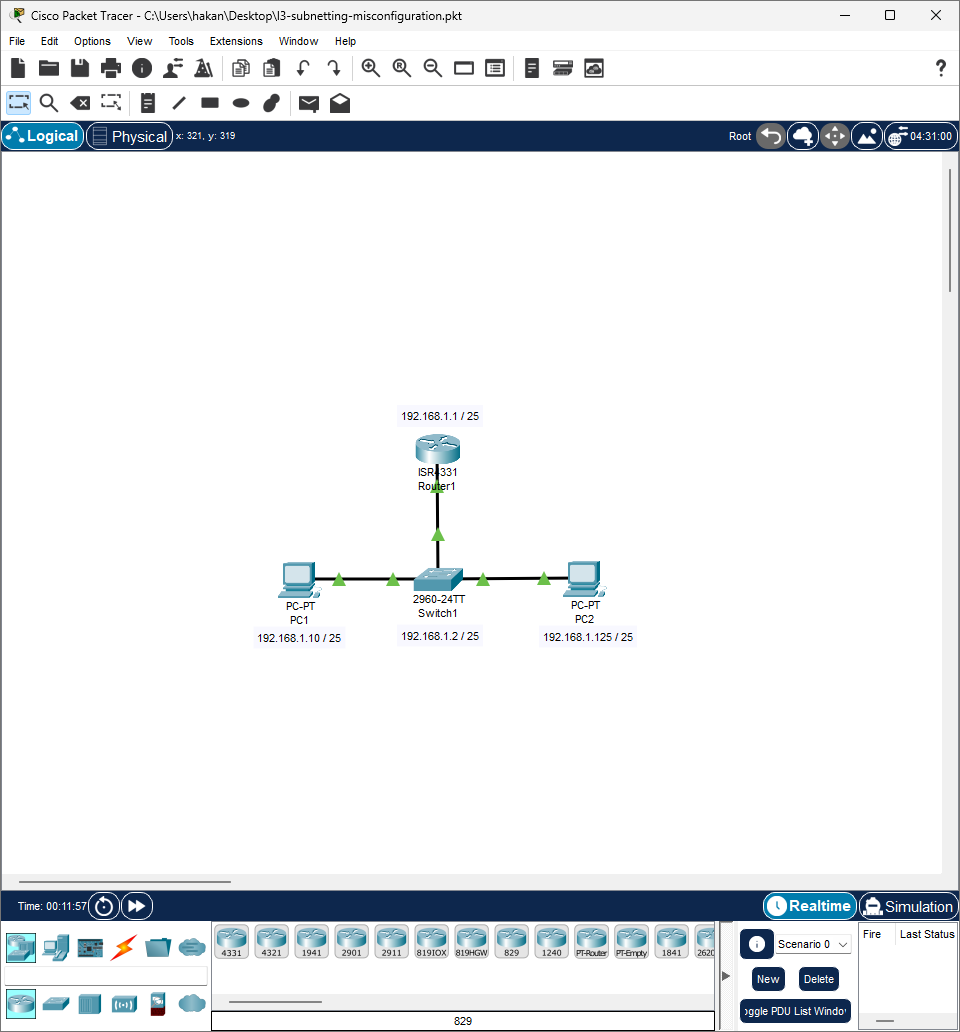 Cisco Packet Tracer - C:\Users\hakan\Desktop\l3-subnetting-misconfiguration.pkt
File Edit Options View Tools Extensions Window Help
Logical Physical x: 321, y: 319 Root 04:31:00
192.168.1.1 / 25
ISR4331
Router1
PC-PT
PC1
192.168.1.10 / 25
2960-24TT
Switch1
192.168.1.2 / 25
PC-PT
PC2
192.168.1.125 / 25
Time: 00:11:57 Realtime Simulation
4331 4321 1941 2901 2911 819IOX 819HGW 829 1240 PT-Router PT-Empty 1841 2620
829
Scenario 0
New Delete
oggle PDU List Windov
Fire Last Status